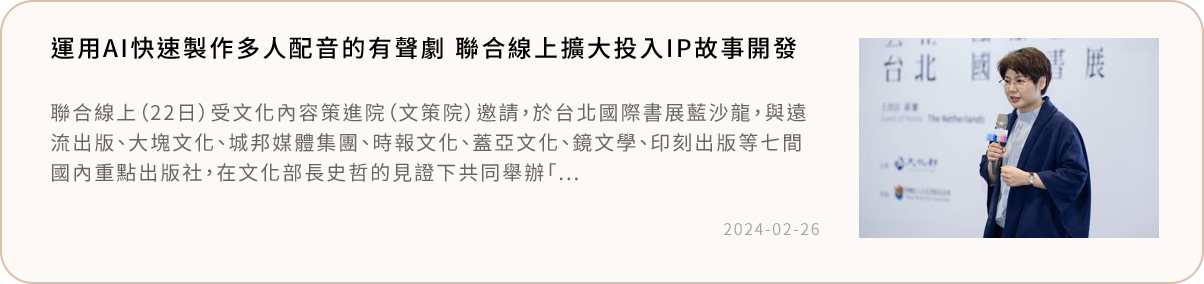 運用AI快速製作多人配音的有聲劇 聯合線上擴大投入IP故事開發
聯合線上（22日）受文化內容策進院（文策院）邀請，於台北國際書展藍沙龍，與遠
流出版、大塊文化、城邦媒體集團、時報文化、蓋亞文化、鏡文學、印刻出版等七間
國內重點出版社，在文化部長史哲的見證下共同舉辦「...
2024-02-26
台北 國 書展
Guest of Honor The Netherlands
文化部